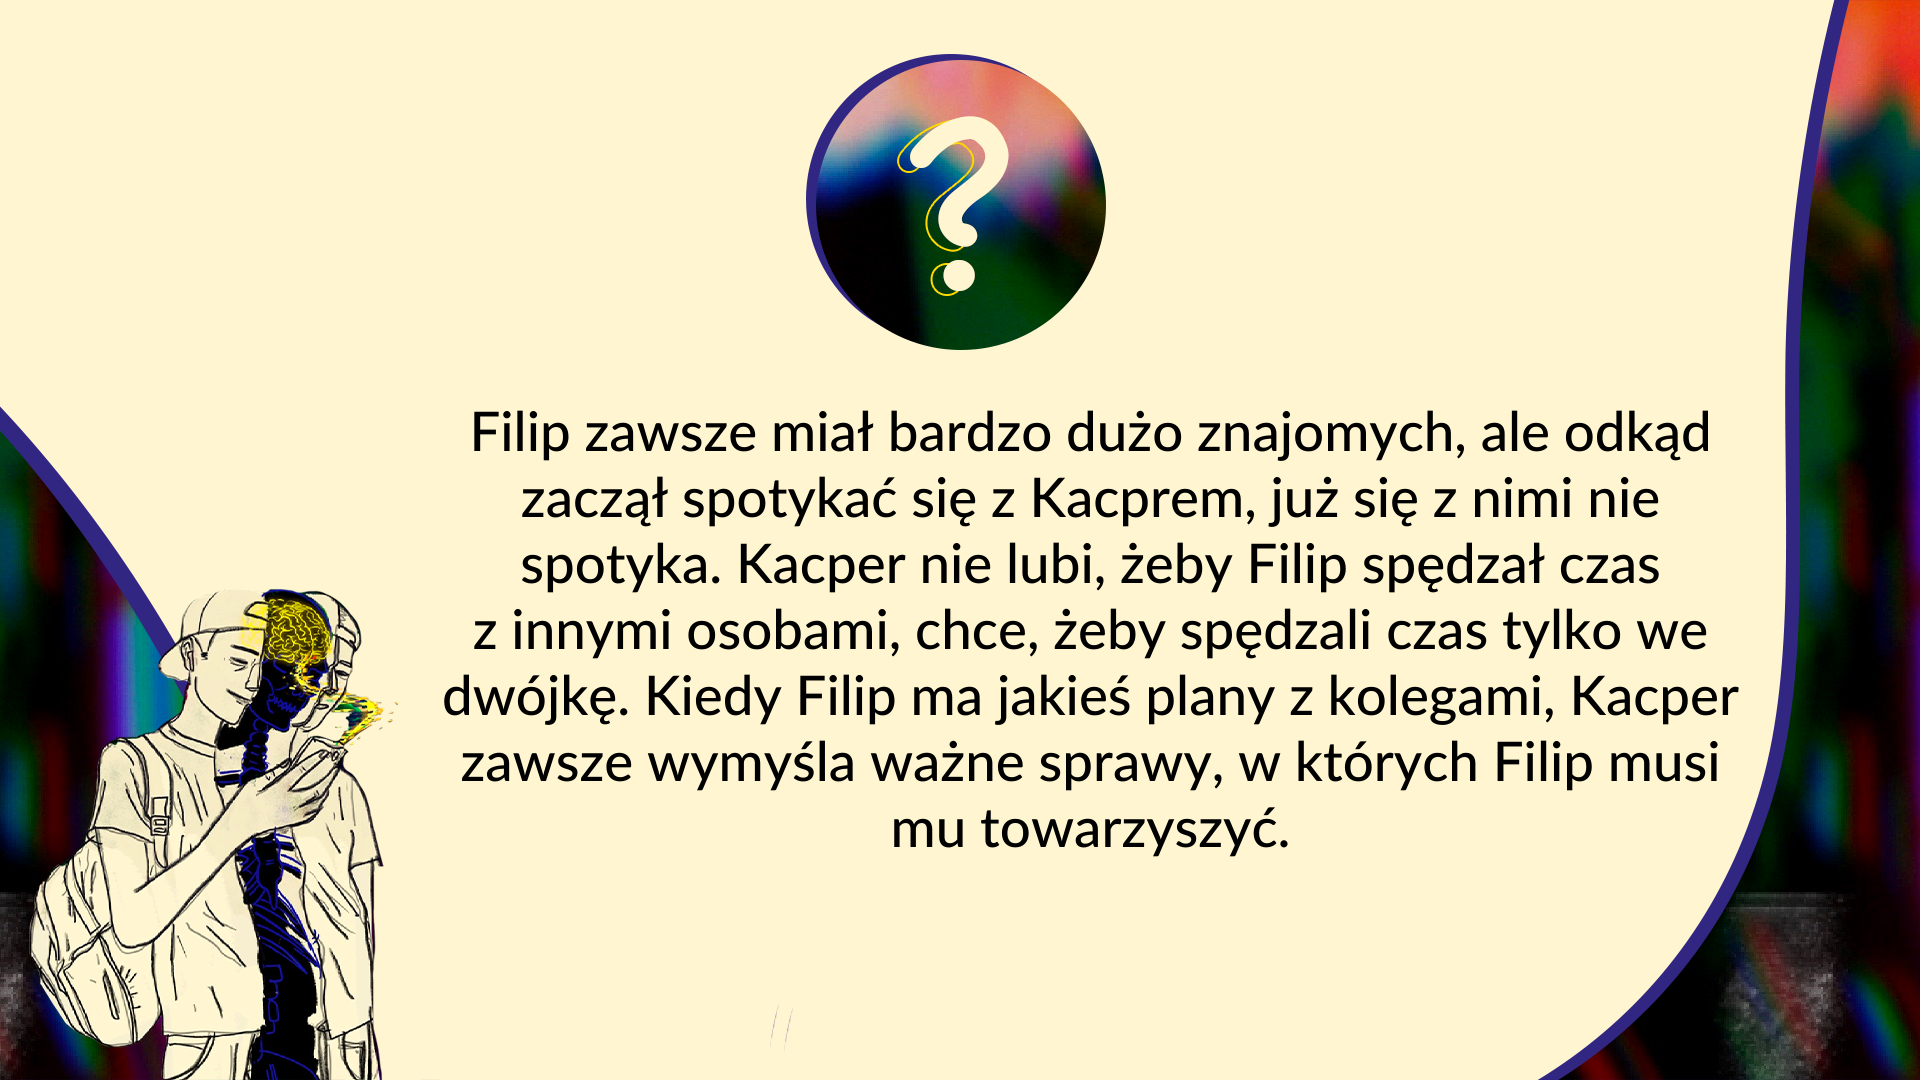 ?
Filip zawsze miał bardzo dużo znajomych, ale odkąd
zaczął spotykać się z Kacprem, już się z nimi nie
spotyka. Kacper nie lubi, żeby Filip spędzał czas
z innymi osobami, chce, żeby spędzali czas tylko we
dwójkę. Kiedy Filip ma jakieś plany z kolegami, Kacper
zawsze wymyśla ważne sprawy, w których Filip musi
mu towarzyszyć.